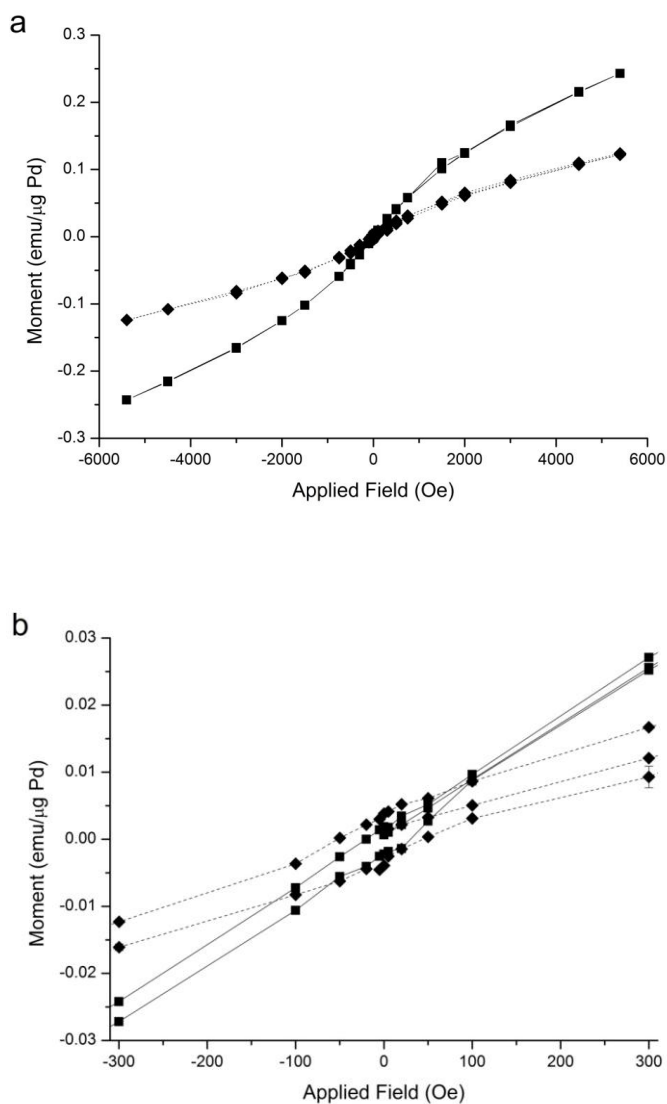 a
0.3
0.2
0.1
0.0
-0.1
-0.2
-0.3
Moment (emu/μg Pd)
-6000 -4000 -2000 0 2000 4000 6000
Applied Field (Oe)
b
0.03
0.02
0.01
0.00
-0.01
-0.02
-0.03
Moment (emu/μg Pd)
-300 -200 -100 0 100 200 300
Applied Field (Oe)